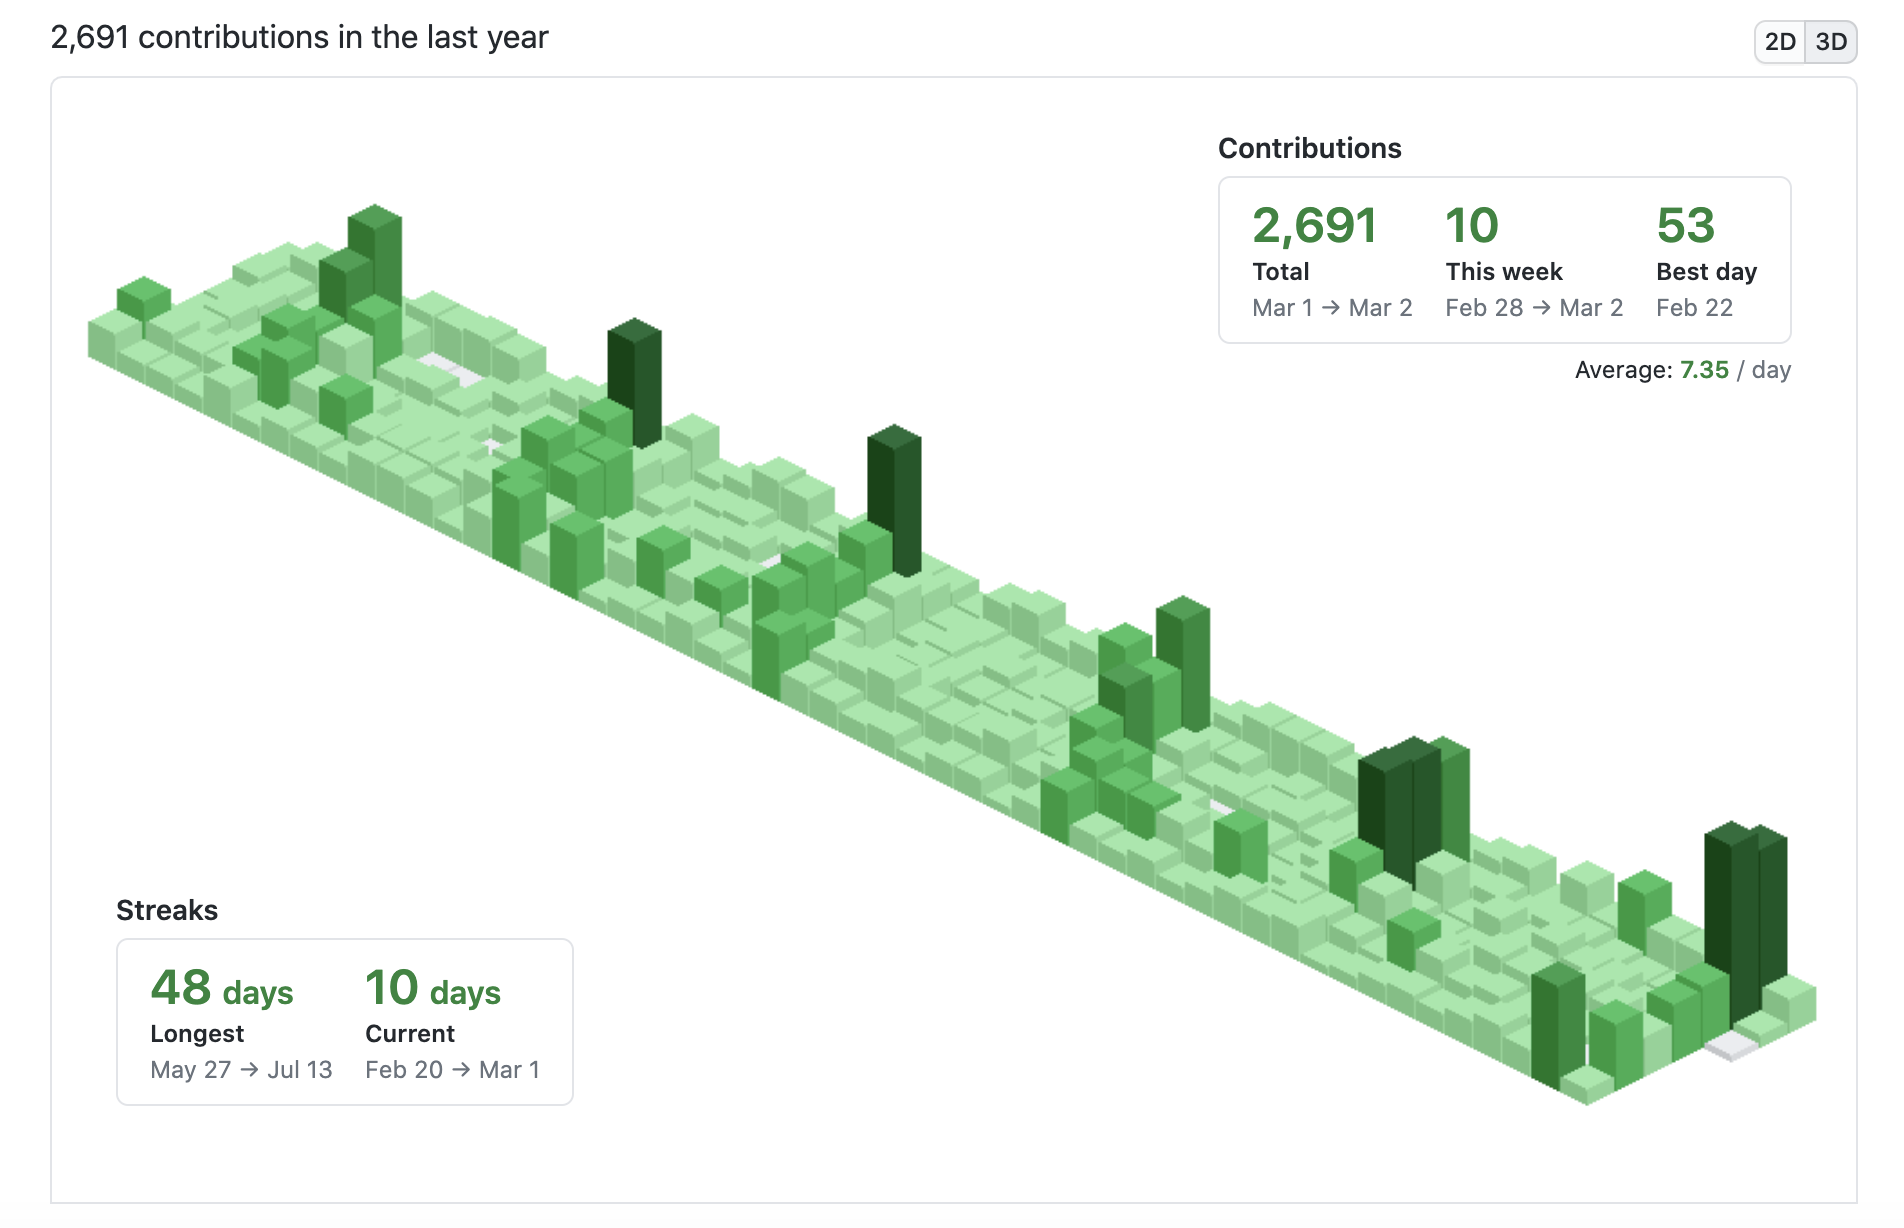 2,691 contributions in the last year
2D 3D
Contributions
2,691 10 53
Total This week Best day
Mar 1 → Mar 2 Feb 28 → Mar 2 Feb 22
Average: 7.35 / day
Streaks
48 days 10 days
Longest Current
May 27 → Jul 13 Feb 20 → Mar 1